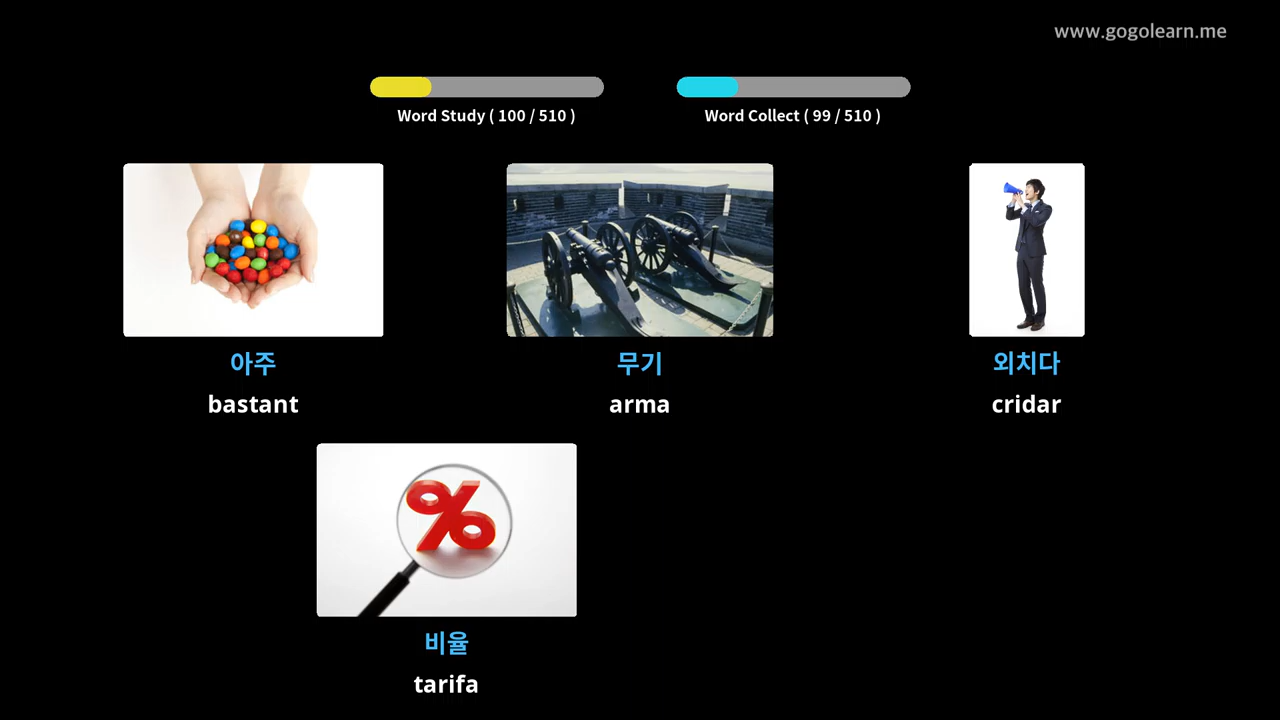 www.gogolearn.me
Word Study ( 100 / 510 )
Word Collect ( 99 / 510 )
아주
bastant
무기
arma
외치다
cridar
비율
%
tarifa